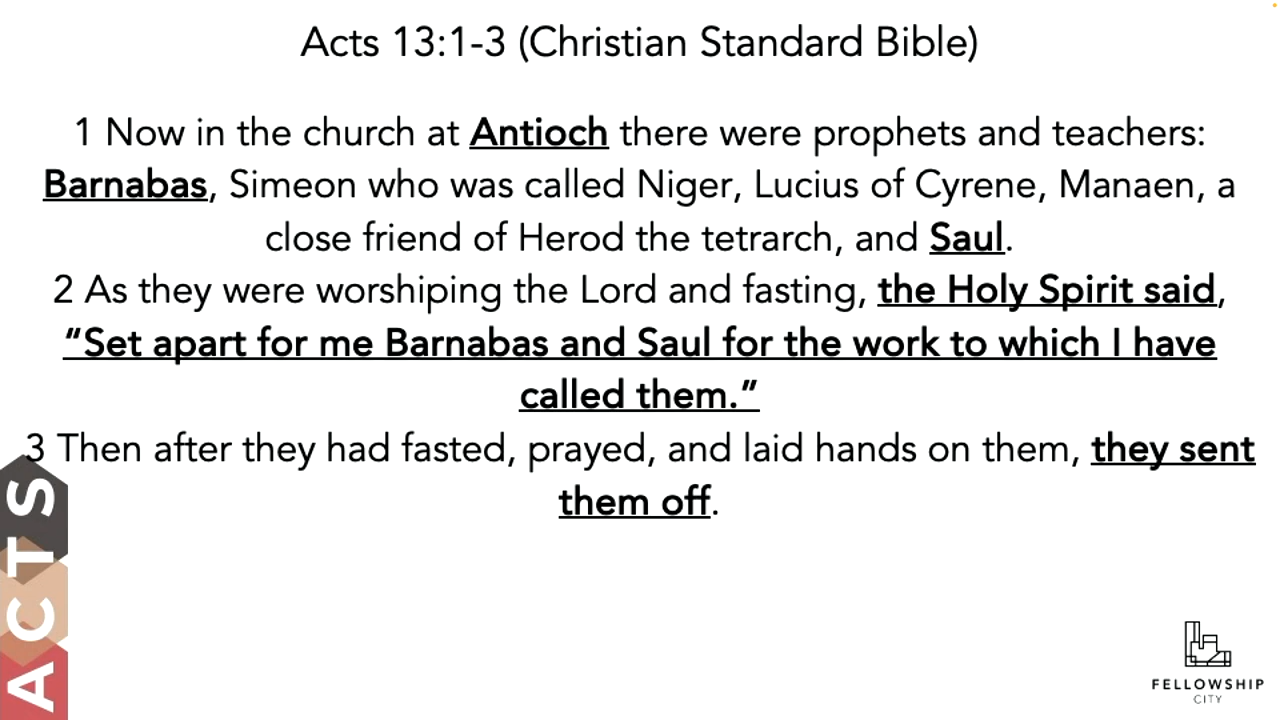 Acts 13:1-3 (Christian Standard Bible)
1 Now in the church at Antioch there were prophets and teachers:
Barnabas, Simeon who was called Niger, Lucius of Cyrene, Manaen, a
close friend of Herod the tetrarch, and Saul.
2 As they were worshiping the Lord and fasting, the Holy Spirit said,
“Set apart for me Barnabas and Saul for the work to which I have
called them.”
3 Then after they had fasted, prayed, and laid hands on them, they sent
them off.
ACTS
FELLOWSHIP
CITY